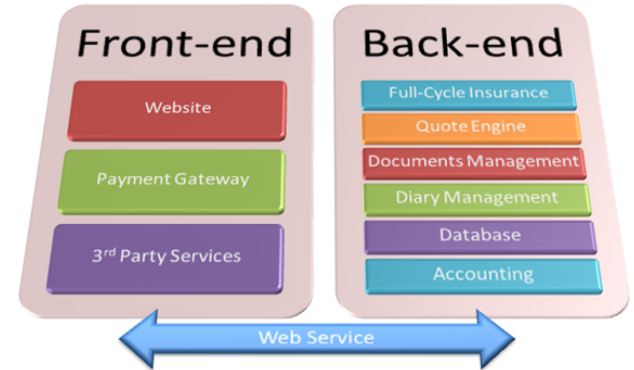 Front-end
Website
Payment Gateway
3rd Party Services
Back-end
Full-Cycle Insurance
Quote Engine
Documents Management
Diary Management
Database
Accounting
Web Service